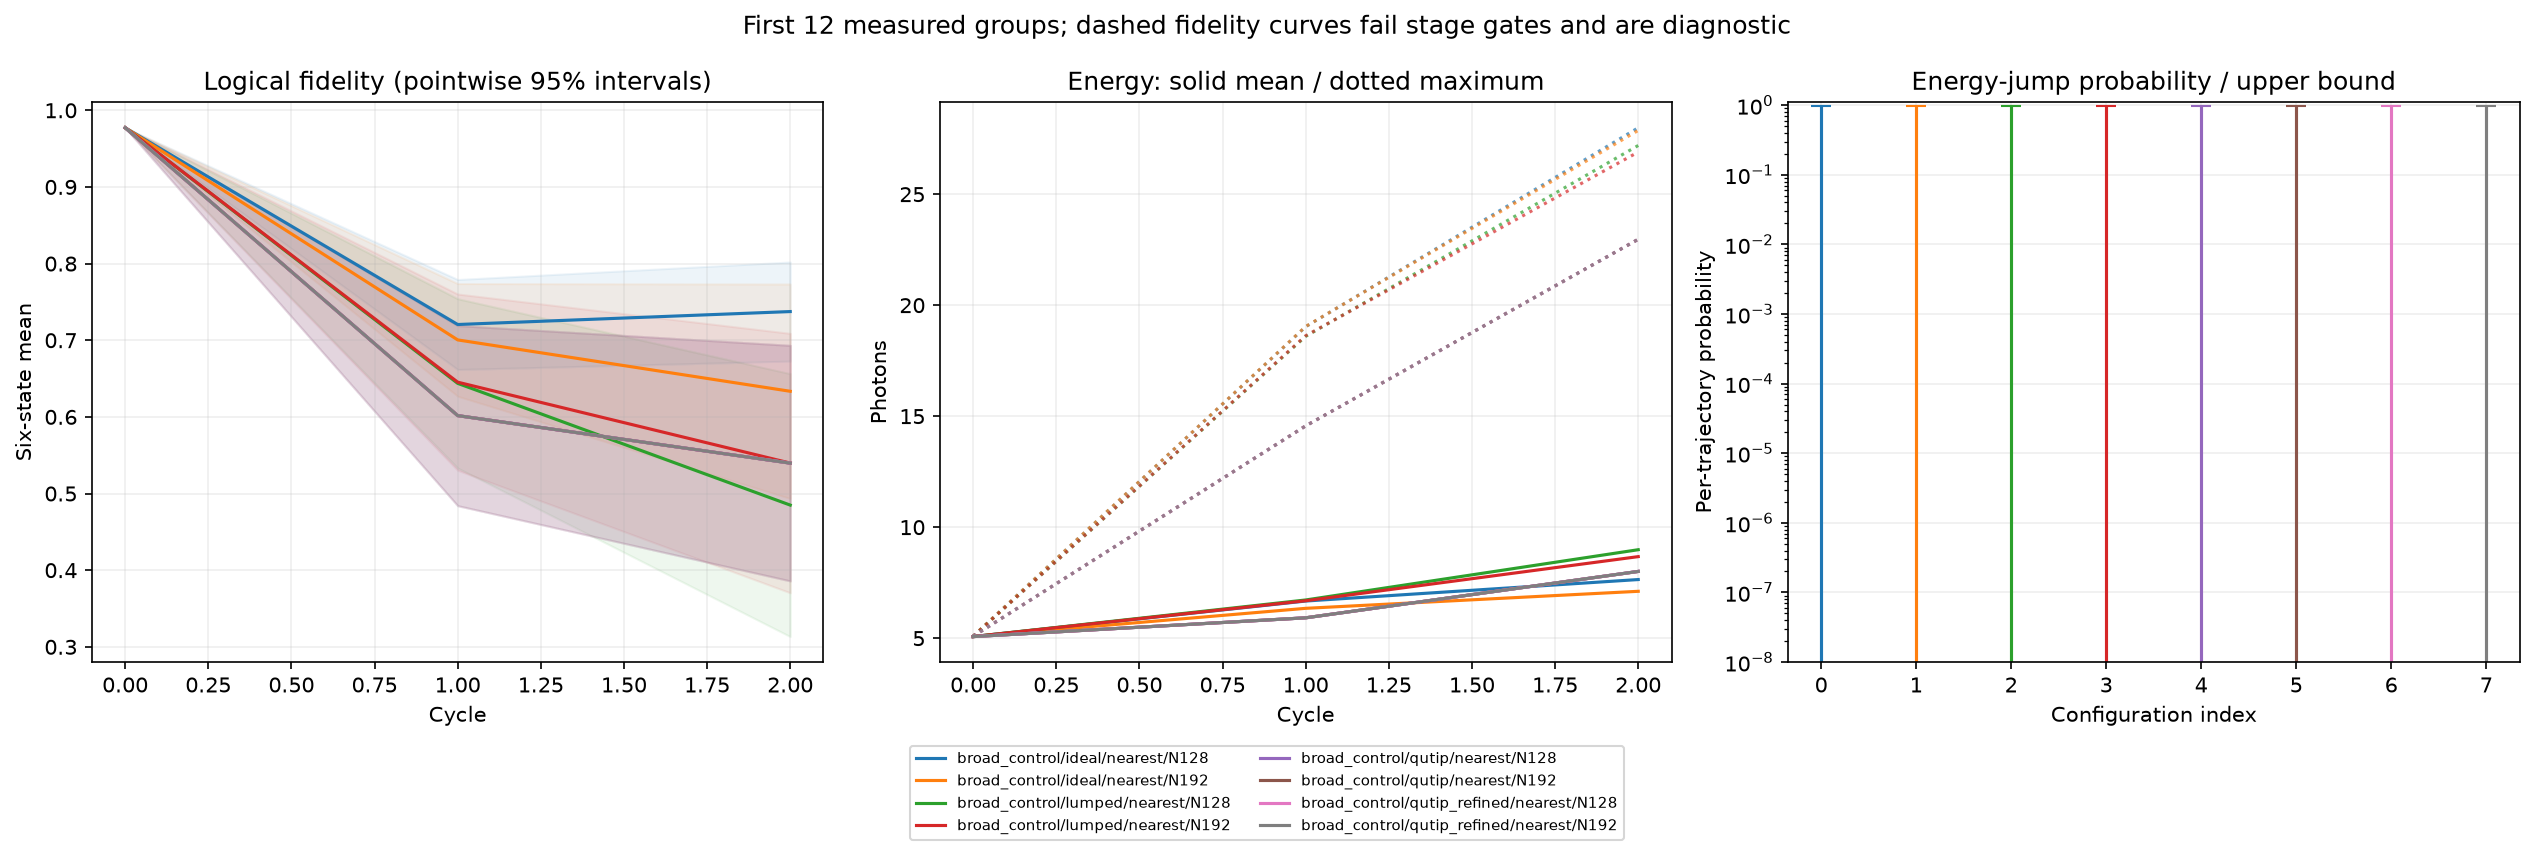 First 12 measured groups; dashed fidelity curves fail stage gates and are diagnostic
Logical fidelity (pointwise 95% intervals)
Six-state mean
1.0
0.9
0.8
0.7
0.6
0.5
0.4
0.3
0.00 0.25 0.50 0.75 1.00 1.25 1.50 1.75 2.00
Cycle
Energy: solid mean / dotted maximum
Photons
25
20
15
10
5
0.00 0.25 0.50 0.75 1.00 1.25 1.50 1.75 2.00
Cycle
Energy-jump probability / upper bound
Per-trajectory probability
10⁰
10⁻¹
10⁻²
10⁻³
10⁻⁴
10⁻⁵
10⁻⁶
10⁻⁷
10⁻⁸
0 1 2 3 4 5 6 7
Configuration index
broad_control/ideal/nearest/N128
broad_control/ideal/nearest/N192
broad_control/lumped/nearest/N128
broad_control/lumped/nearest/N192
broad_control/qutip/nearest/N128
broad_control/qutip/nearest/N192
broad_control/qutip_refined/nearest/N128
broad_control/qutip_refined/nearest/N192